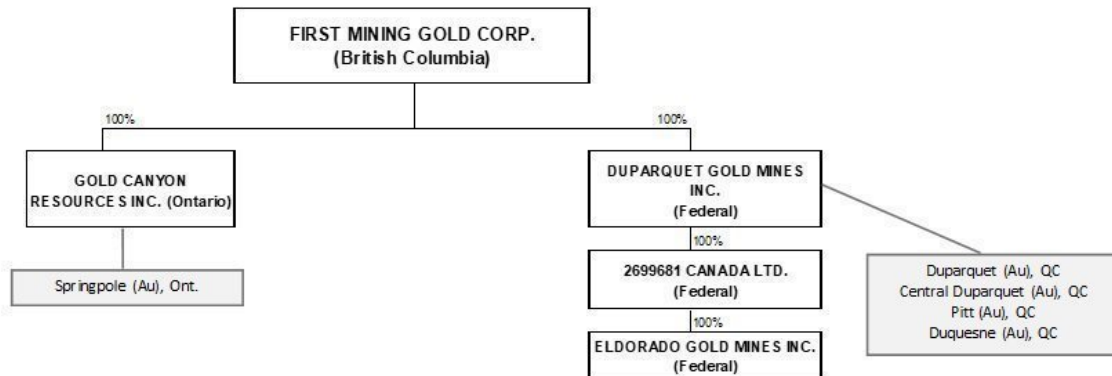 FIRST MINING GOLD CORP.
(British Columbia)
100%
100%
GOLD CANYON
RESOURCES INC. (Ontario)
DUPARQUET GOLD MINES
INC.
(Federal)
100%
Springpole (Au), Ont.
2699681 CANADA LTD.
(Federal)
Duparquet (Au), QC
Central Duparquet (Au), QC
Pitt (Au), QC
Duquesne (Au), QC
100%
ELDORADO GOLD MINES INC.
(Federal)